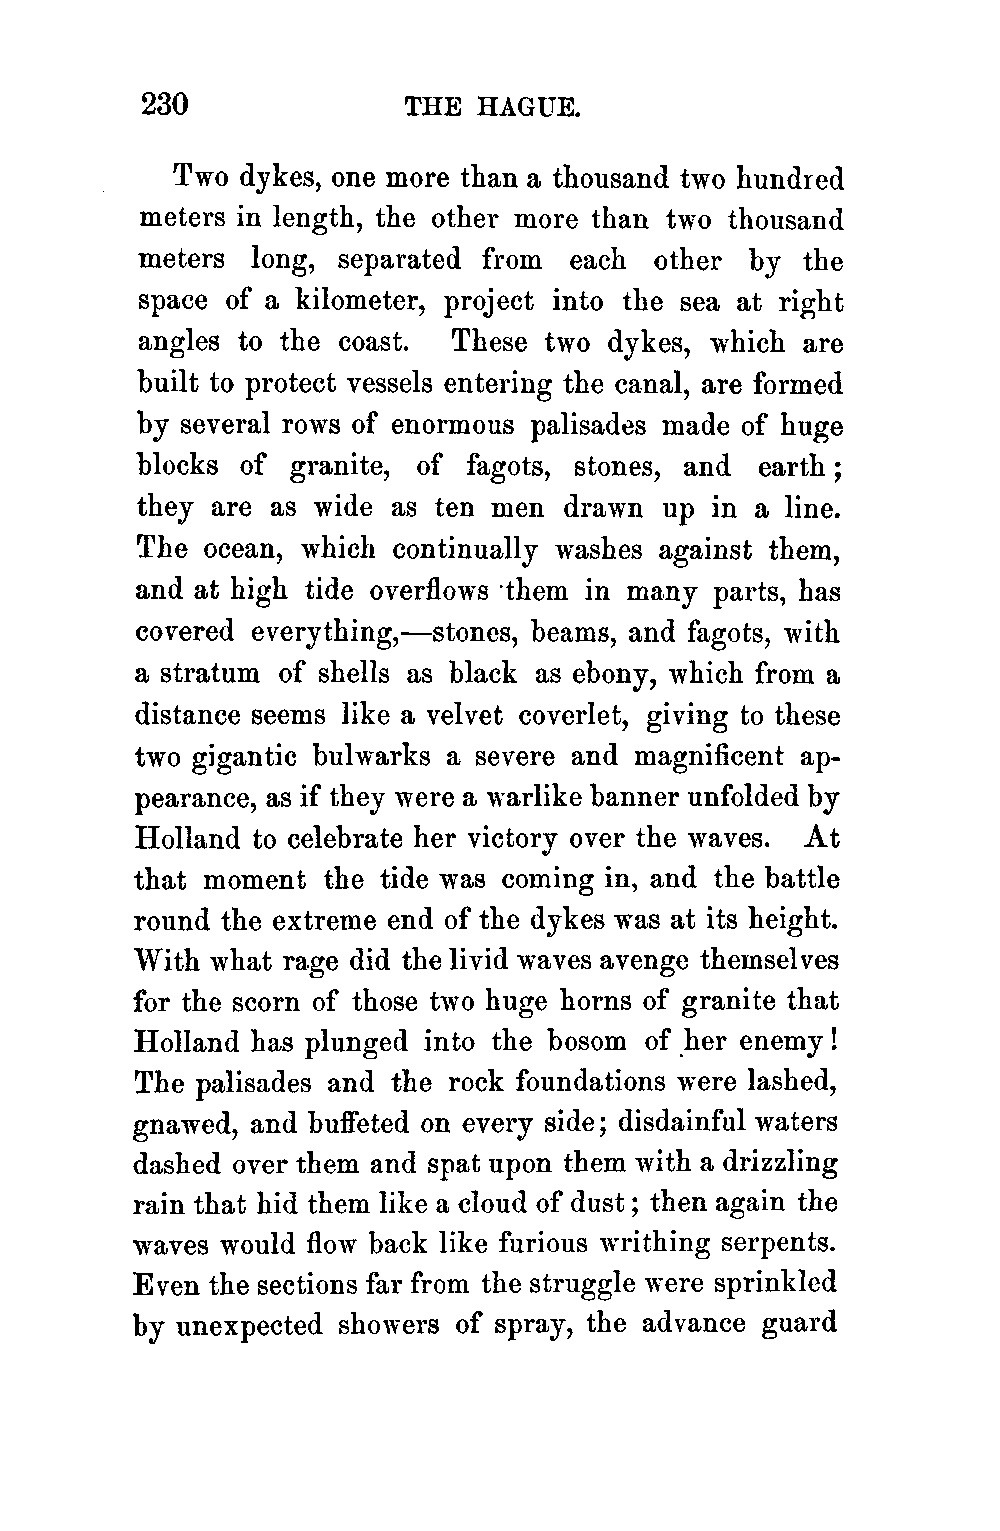 230 THE HAGUE.
Two dykes, one more than a thousand two hundred
meters in length, the other more than two thousand
meters long, separated from each other by the
space of a kilometer, project into the sea at right
angles to the coast. These two dykes, which are
built to protect vessels entering the canal, are formed
by several rows of enormous palisades made of huge
blocks of granite, of fagots, stones, and earth;
they are as wide as ten men drawn up in a line.
The ocean, which continually washes against them,
and at high tide overflows them in many parts, has
covered everything,—stones, beams, and fagots, with
a stratum of shells as black as ebony, which from a
distance seems like a velvet coverlet, giving to these
two gigantic bulwarks a severe and magnificent ap-
pearance, as if they were a warlike banner unfolded by
Holland to celebrate her victory over the waves. At
that moment the tide was coming in, and the battle
round the extreme end of the dykes was at its height.
With what rage did the livid waves avenge themselves
for the scorn of those two huge horns of granite that
Holland has plunged into the bosom of her enemy!
The palisades and the rock foundations were lashed,
gnawed, and buffeted on every side; disdainful waters
dashed over them and spat upon them with a drizzling
rain that hid them like a cloud of dust; then again the
waves would flow back like furious writhing serpents.
Even the sections far from the struggle were sprinkled
by unexpected showers of spray, the advance guard